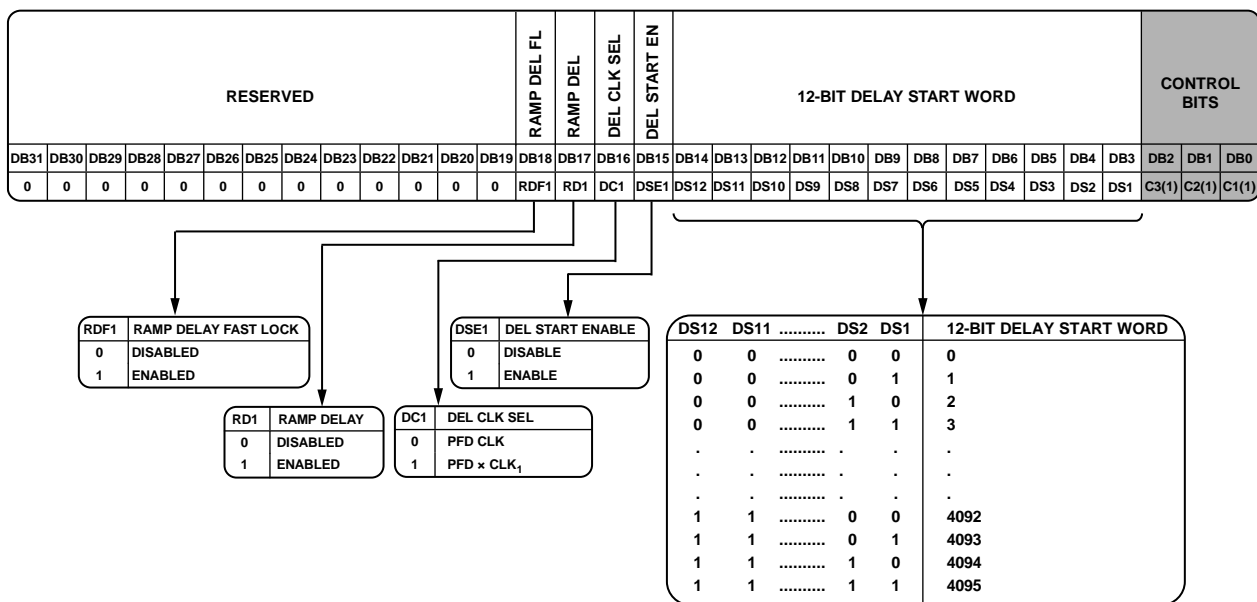 RESERVED
RAMP DEL FL
RAMP DEL
DEL CLK SEL
DEL START EN
12-BIT DELAY START WORD
CONTROL
BITS
DB31 DB30 DB29 DB28 DB27 DB26 DB25 DB24 DB23 DB22 DB21 DB20 DB19 DB18 DB17 DB16 DB15 DB14 DB13 DB12 DB11 DB10 DB9 DB8 DB7 DB6 DB5 DB4 DB3 DB2 DB1 DB0
0 0 0 0 0 0 0 0 0 0 0 0 0 RDF1 RD1 DC1 DSE1 DS12 DS11 DS10 DS9 DS8 DS7 DS6 DS5 DS4 DS3 DS2 DS1 C3(1) C2(1) C1(1)
RDF1 RAMP DELAY FAST LOCK
0 DISABLED
1 ENABLED
DSE1 DEL START ENABLE
0 DISABLE
1 ENABLE
RD1 RAMP DELAY
0 DISABLED
1 ENABLED
DC1 DEL CLK SEL
0 PFD CLK
1 PFD × CLK₁
DS12 DS11 .......... DS2 DS1 12-BIT DELAY START WORD
0 0 .......... 0 0 0
0 0 .......... 0 1 1
0 0 .......... 1 0 2
0 0 .......... 1 1 3
. . .......... . . .
. . .......... . . .
. . .......... . . .
1 1 .......... 0 0 4092
1 1 .......... 0 1 4093
1 1 .......... 1 0 4094
1 1 .......... 1 1 4095